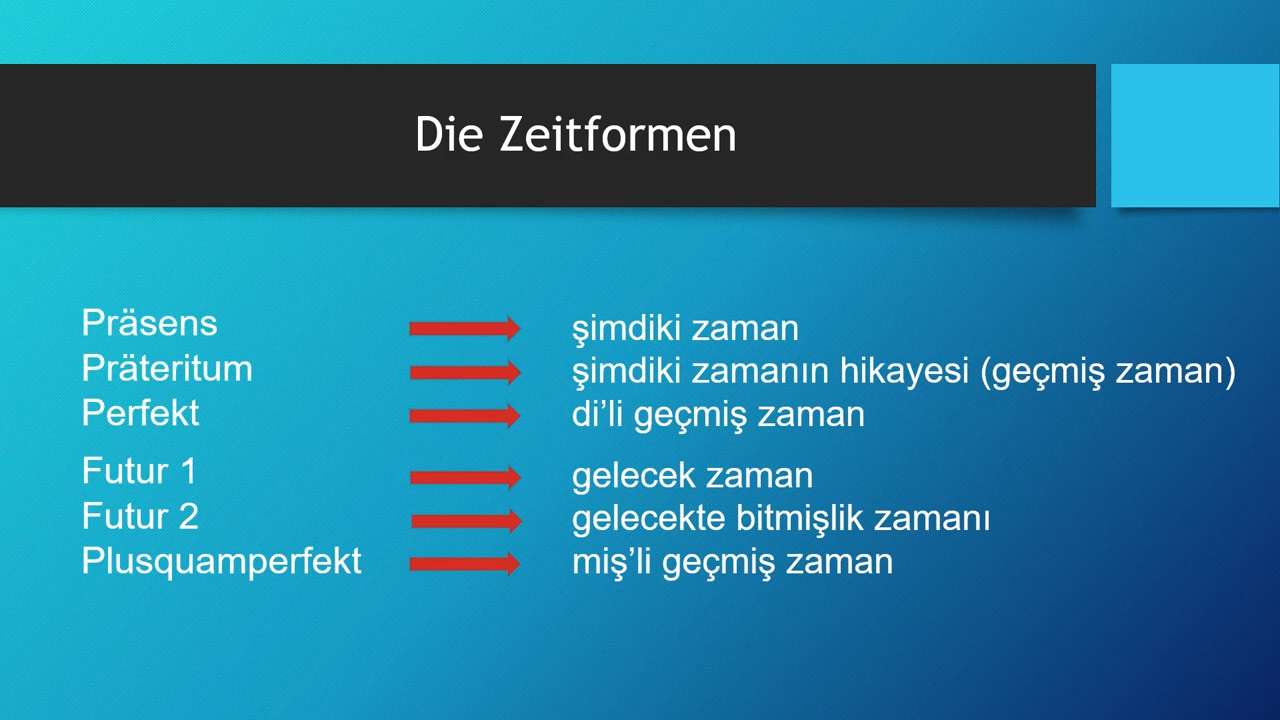 Die Zeitformen
Präsens şimdiki zaman
Präteritum şimdiki zamanın hikayesi (geçmiş zaman)
Perfekt di’li geçmiş zaman
Futur 1 gelecek zaman
Futur 2 gelecekte bitmişlik zamanı
Plusquamperfekt miş’li geçmiş zaman